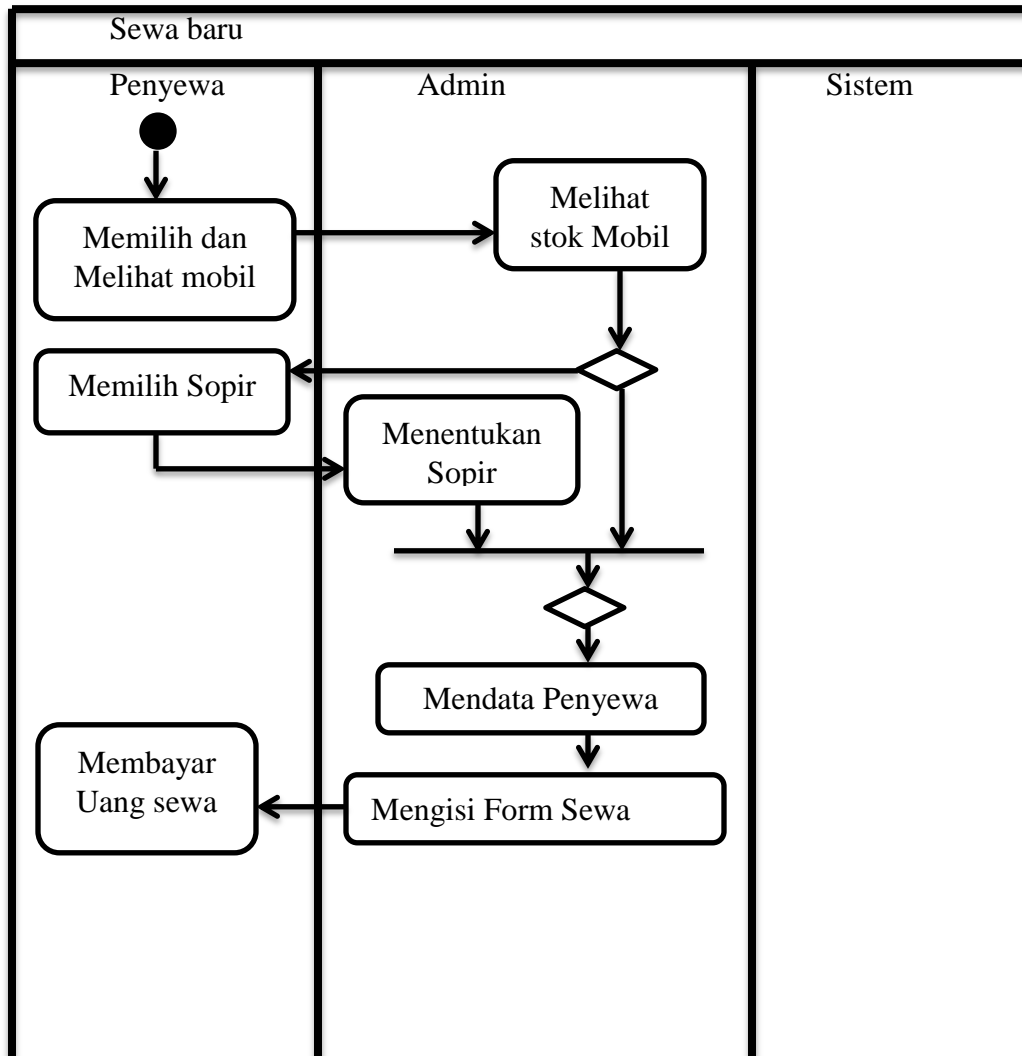 Sewa baru
Penyewa
Admin
Sistem
Memilih dan
Melihat mobil
Melihat
stok Mobil
Memilih Sopir
Menentukan
Sopir
Mendata Penyewa
Mengisi Form Sewa
Membayar
Uang sewa